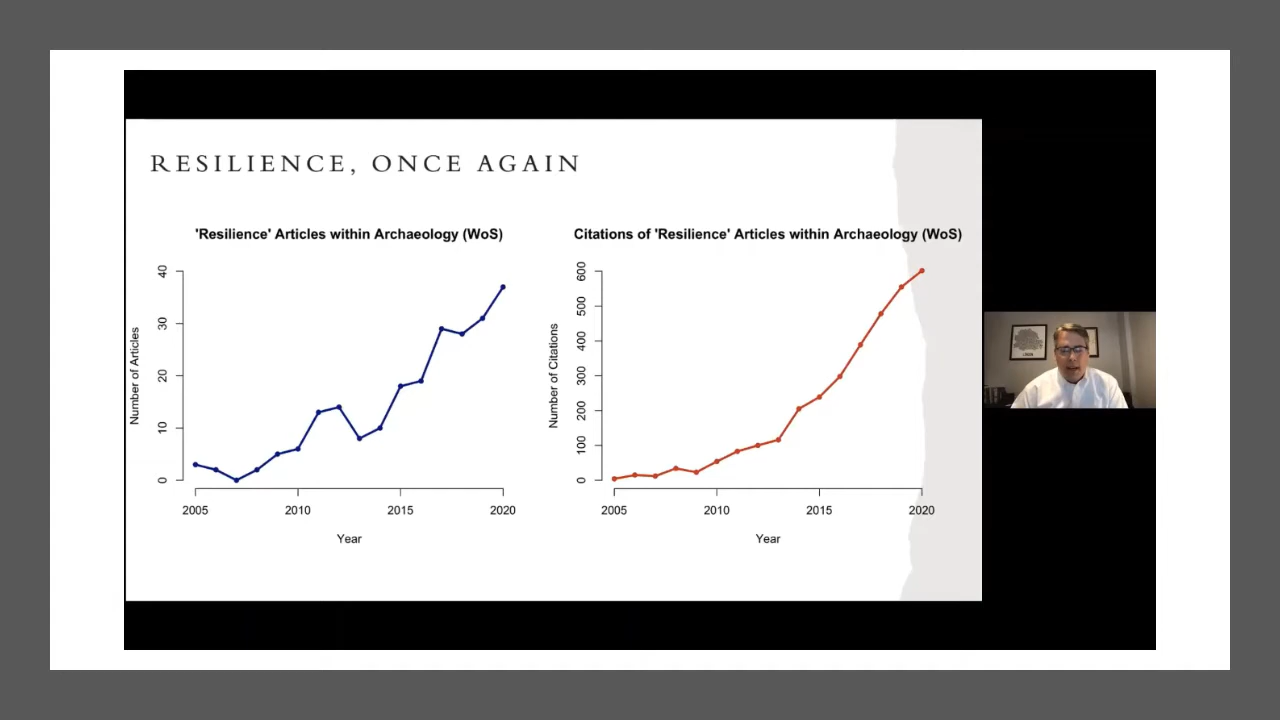 RESILIENCE, ONCE AGAIN
'Resilience' Articles within Archaeology (WoS)
40
30
20
10
0
Number of Articles
2005 2010 2015 2020
Year
Citations of 'Resilience' Articles within Archaeology (WoS)
600
500
400
300
200
100
0
Number of Citations
2005 2010 2015 2020
Year